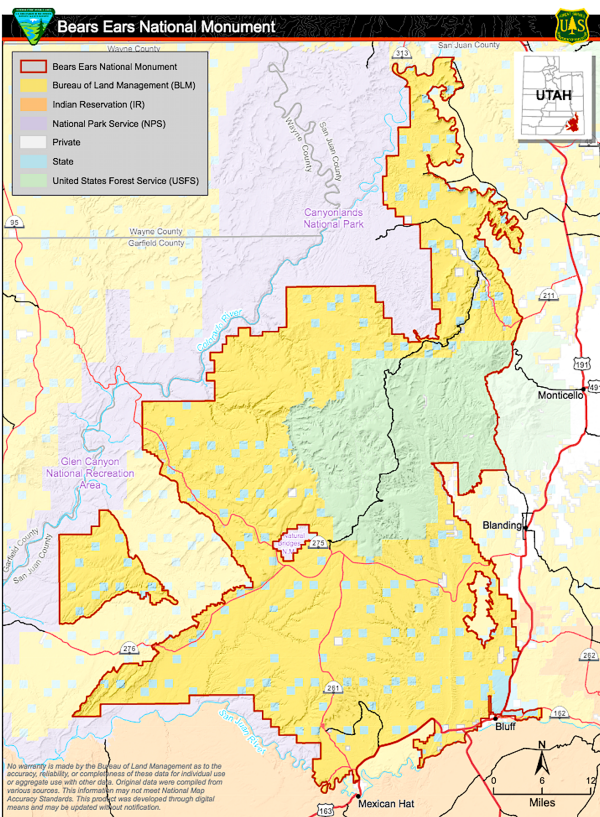 Bears Ears National Monument
U S
Wayne County
San Juan County
313
Bears Ears National Monument
Bureau of Land Management (BLM)
Indian Reservation (IR)
National Park Service (NPS)
Private
State
United States Forest Service (USFS)
UTAH
Wayne County
San Juan County
Canyonlands
National Park
95
Wayne County
Garfield County
211
Colorado River
191
491
Monticello
Glen Canyon
National Recreation
Area
Garfield County
San Juan County
Blanding
Natural
Bridges
N.M.
275
276
262
261
162
San Juan River
Bluff
N
No warranty is made by the Bureau of Land Management as to the
accuracy, reliability, or completeness of these data for individual use
or aggregate use with other data. Original data were compiled from
various sources. This information may not meet National Map
Accuracy Standards. This product was developed through digital
means and may be updated without notification.
163
Mexican Hat
0 6 12
Miles